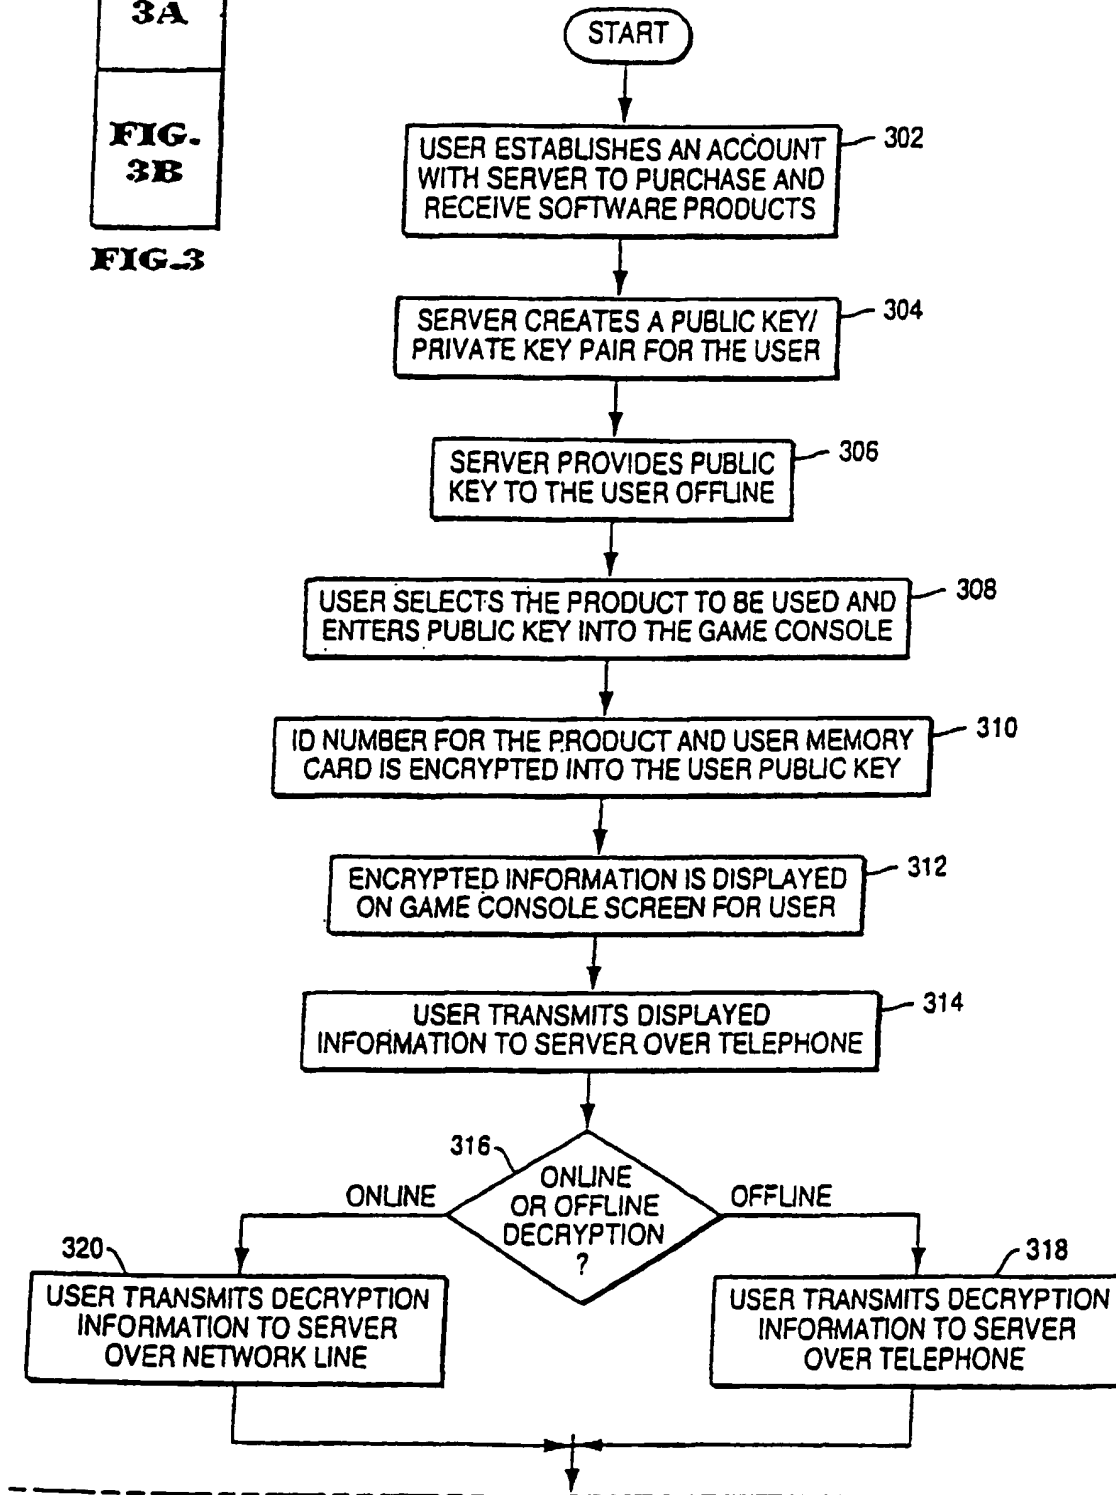 3A
FIG.
3B
FIG.3
START
302
USER ESTABLISHES AN ACCOUNT
WITH SERVER TO PURCHASE AND
RECEIVE SOFTWARE PRODUCTS
304
SERVER CREATES A PUBLIC KEY/
PRIVATE KEY PAIR FOR THE USER
306
SERVER PROVIDES PUBLIC
KEY TO THE USER OFFLINE
308
USER SELECTS THE PRODUCT TO BE USED AND
ENTERS PUBLIC KEY INTO THE GAME CONSOLE
310
ID NUMBER FOR THE PRODUCT AND USER MEMORY
CARD IS ENCRYPTED INTO THE USER PUBLIC KEY
312
ENCRYPTED INFORMATION IS DISPLAYED
ON GAME CONSOLE SCREEN FOR USER
314
USER TRANSMITS DISPLAYED
INFORMATION TO SERVER OVER TELEPHONE
316
ONLINE
OR OFFLINE
DECRYPTION
?
ONLINE
OFFLINE
320
USER TRANSMITS DECRYPTION
INFORMATION TO SERVER
OVER NETWORK LINE
318
USER TRANSMITS DECRYPTION
INFORMATION TO SERVER
OVER TELEPHONE